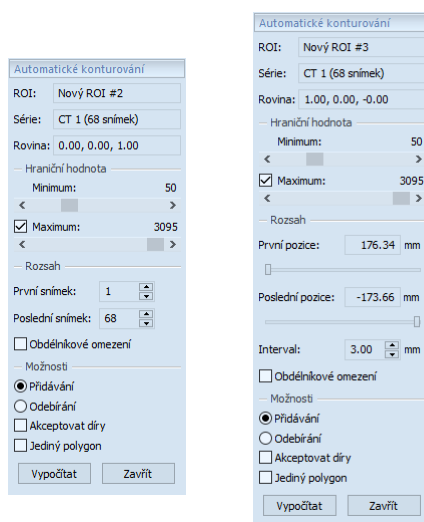 Automatické konturování
ROI: Nový ROI #2
Série: CT 1 (68 snímek)
Rovina: 0.00, 0.00, 1.00
Hraniční hodnota
Minimum: 50
Maximum: 3095
Rozsah
První snímek: 1
Poslední snímek: 68
Obdélníkové omezení
Možnosti
Přidávání
Odebírání
Akceptovat díry
Jediný polygon
Vypočítat Zavřít
Automatické konturování
ROI: Nový ROI #3
Série: CT 1 (68 snímek)
Rovina: 1.00, 0.00, -0.00
Hraniční hodnota
Minimum: 50
Maximum: 3095
Rozsah
První pozice: 176.34 mm
Poslední pozice: -173.66 mm
Interval: 3.00 mm
Obdélníkové omezení
Možnosti
Přidávání
Odebírání
Akceptovat díry
Jediný polygon
Vypočítat Zavřít